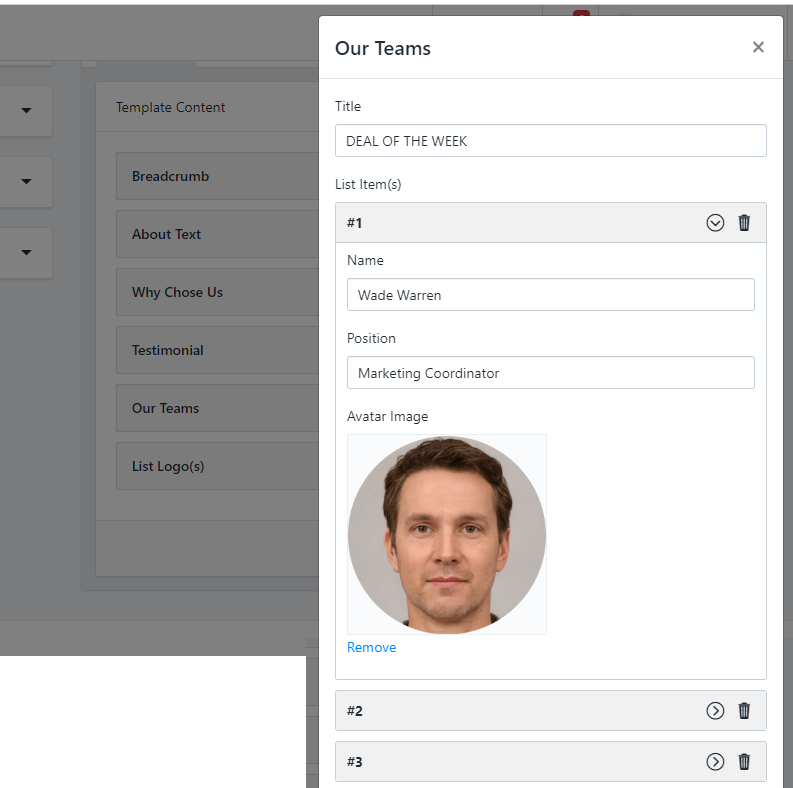 Our Teams
×
Template Content
Breadcrumb
About Text
Why Chose Us
Testimonial
Our Teams
List Logo(s)
Title
DEAL OF THE WEEK
List Item(s)
#1
Name
Wade Warren
Position
Marketing Coordinator
Avatar Image
Remove
#2
#3